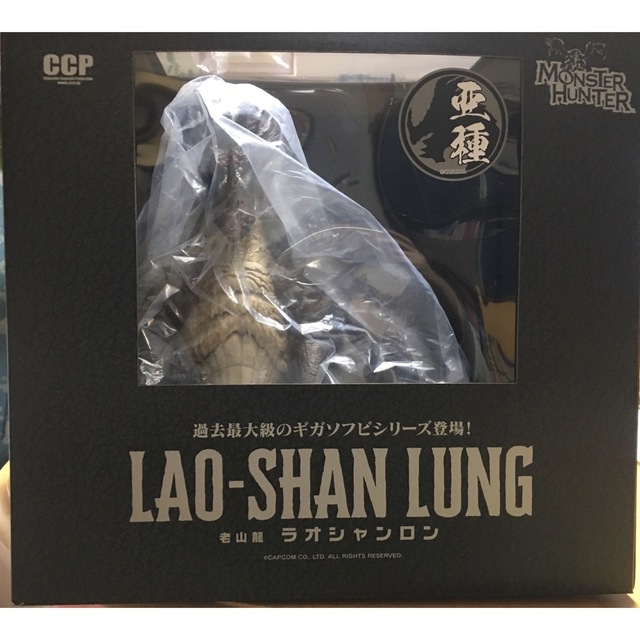 CCP
MONSTER
HUNTER
亜
種
過去最大級のギガソフビシリーズ登場!
LAO-SHAN LUNG
老山龍 ラオシャンロン
©CAPCOM CO., LTD. ALL RIGHTS RESERVED.